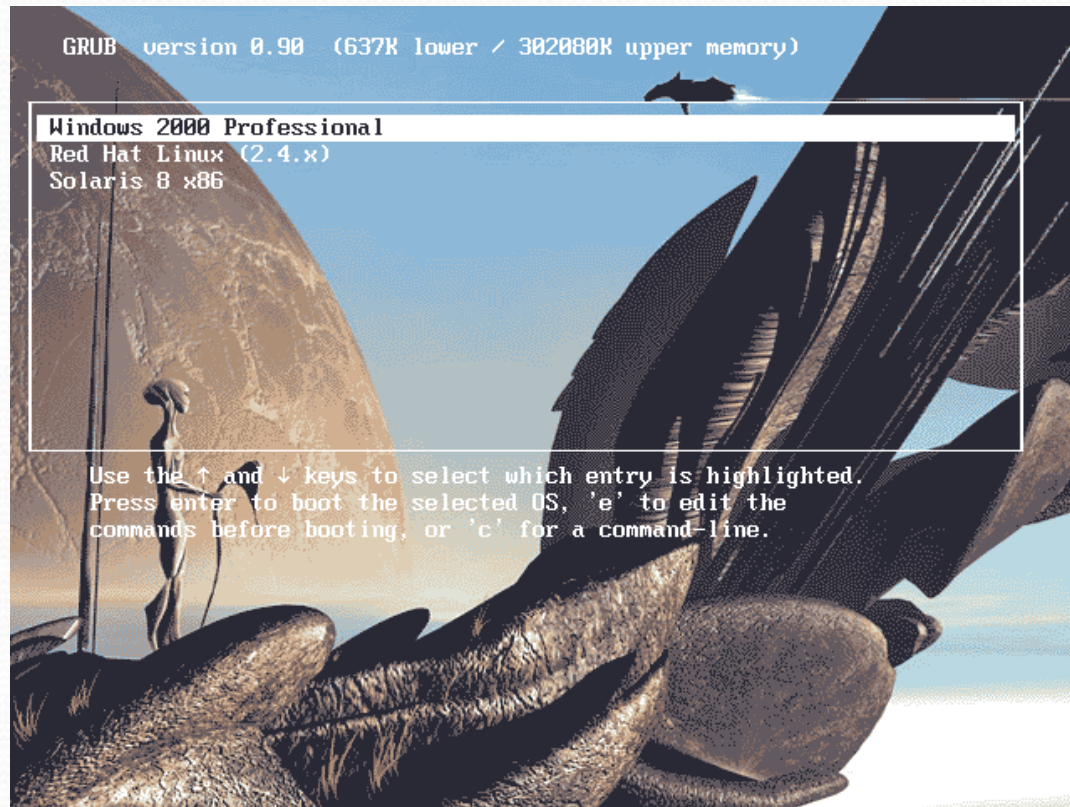 GRUB  version 0.90  (637K lower / 302080K upper memory)
Windows 2000 Professional
Red Hat Linux (2.4.x)
Solaris 8 x86
Use the ↑ and ↓ keys to select which entry is highlighted.
Press enter to boot the selected OS, 'e' to edit the
commands before booting, or 'c' for a command-line.